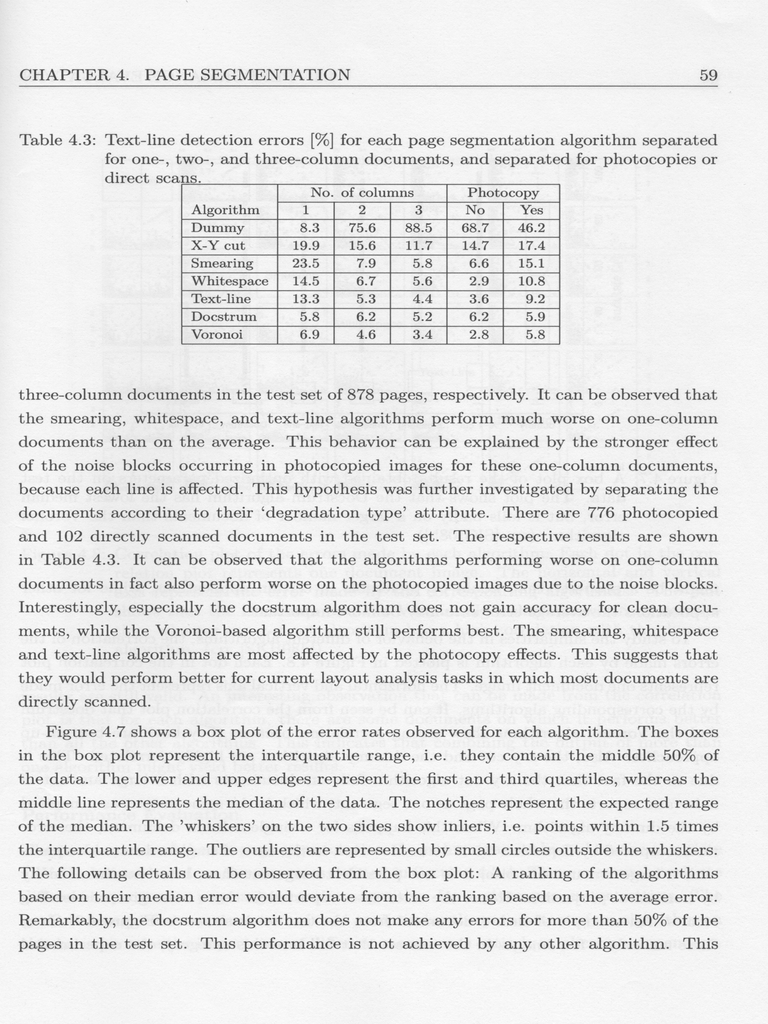 CHAPTER 4. PAGE SEGMENTATION 59
Table 4.3: Text-line detection errors [%] for each page segmentation algorithm separated
for one-, two-, and three-column documents, and separated for photocopies or
direct scans.
No. of columns Photocopy
Algorithm 1 2 3 No Yes
Dummy 8.3 75.6 88.5 68.7 46.2
X-Y cut 19.9 15.6 11.7 14.7 17.4
Smearing 23.5 7.9 5.8 6.6 15.1
Whitespace 14.5 6.7 5.6 2.9 10.8
Text-line 13.3 5.3 4.4 3.6 9.2
Docstrum 5.8 6.2 5.2 6.2 5.9
Voronoi 6.9 4.6 3.4 2.8 5.8
three-column documents in the test set of 878 pages, respectively. It can be observed that
the smearing, whitespace, and text-line algorithms perform much worse on one-column
documents than on the average. This behavior can be explained by the stronger effect
of the noise blocks occurring in photocopied images for these one-column documents,
because each line is affected. This hypothesis was further investigated by separating the
documents according to their ‘degradation type’ attribute. There are 776 photocopied
and 102 directly scanned documents in the test set. The respective results are shown
in Table 4.3. It can be observed that the algorithms performing worse on one-column
documents in fact also perform worse on the photocopied images due to the noise blocks.
Interestingly, especially the docstrum algorithm does not gain accuracy for clean docu-
ments, while the Voronoi-based algorithm still performs best. The smearing, whitespace
and text-line algorithms are most affected by the photocopy effects. This suggests that
they would perform better for current layout analysis tasks in which most documents are
directly scanned.
Figure 4.7 shows a box plot of the error rates observed for each algorithm. The boxes
in the box plot represent the interquartile range, i.e. they contain the middle 50% of
the data. The lower and upper edges represent the first and third quartiles, whereas the
middle line represents the median of the data. The notches represent the expected range
of the median. The ’whiskers’ on the two sides show inliers, i.e. points within 1.5 times
the interquartile range. The outliers are represented by small circles outside the whiskers.
The following details can be observed from the box plot: A ranking of the algorithms
based on their median error would deviate from the ranking based on the average error.
Remarkably, the docstrum algorithm does not make any errors for more than 50% of the
pages in the test set. This performance is not achieved by any other algorithm. This